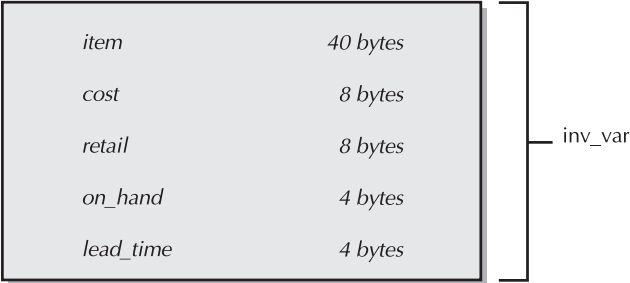 item 40 bytes
cost 8 bytes
retail 8 bytes
inv_var
on_hand 4 bytes
lead_time 4 bytes